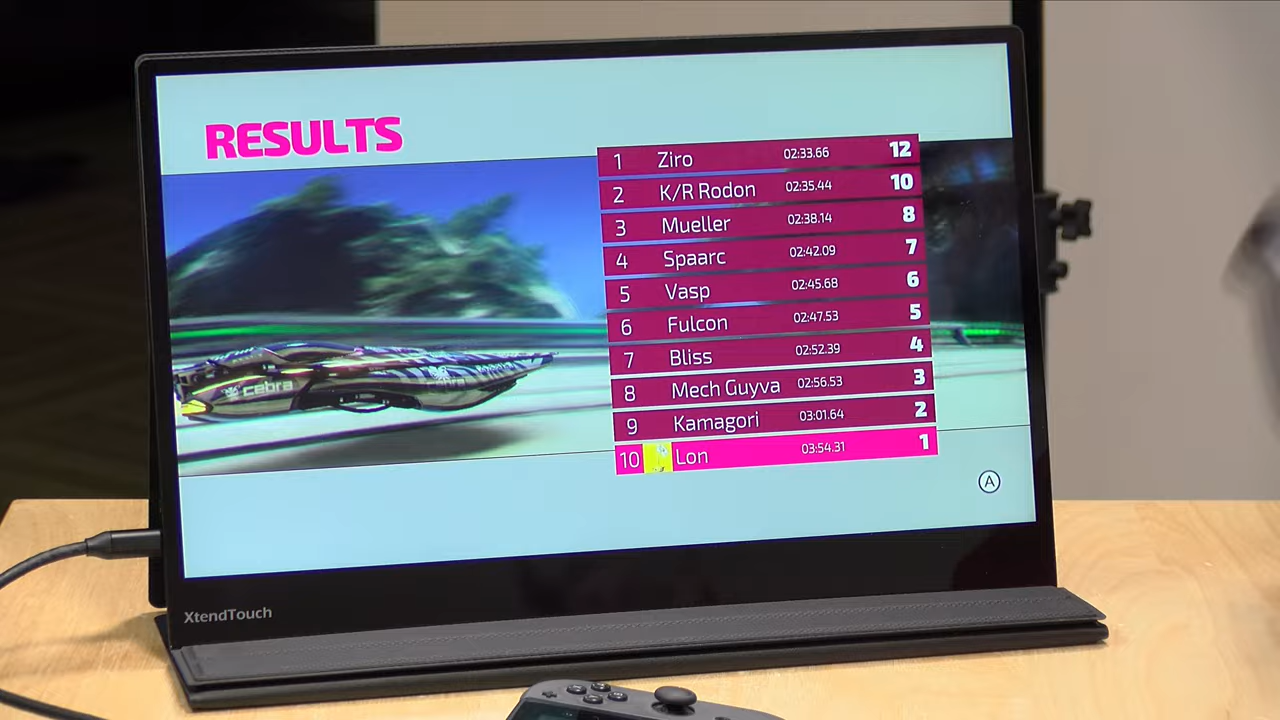 RESULTS
1 Ziro 02:33.66 12
2 K/R Rodon 02:35.44 10
3 Mueller 02:38.14 8
4 Spaarc 02:42.09 7
5 Vasp 02:45.68 6
6 Fulcon 02:47.53 5
7 Bliss 02:52.39 4
8 Mech Guyva 02:56.53 3
9 Kamagori 03:01.64 2
10 Lon 03:54.31 1
cebra
A
XtendTouch